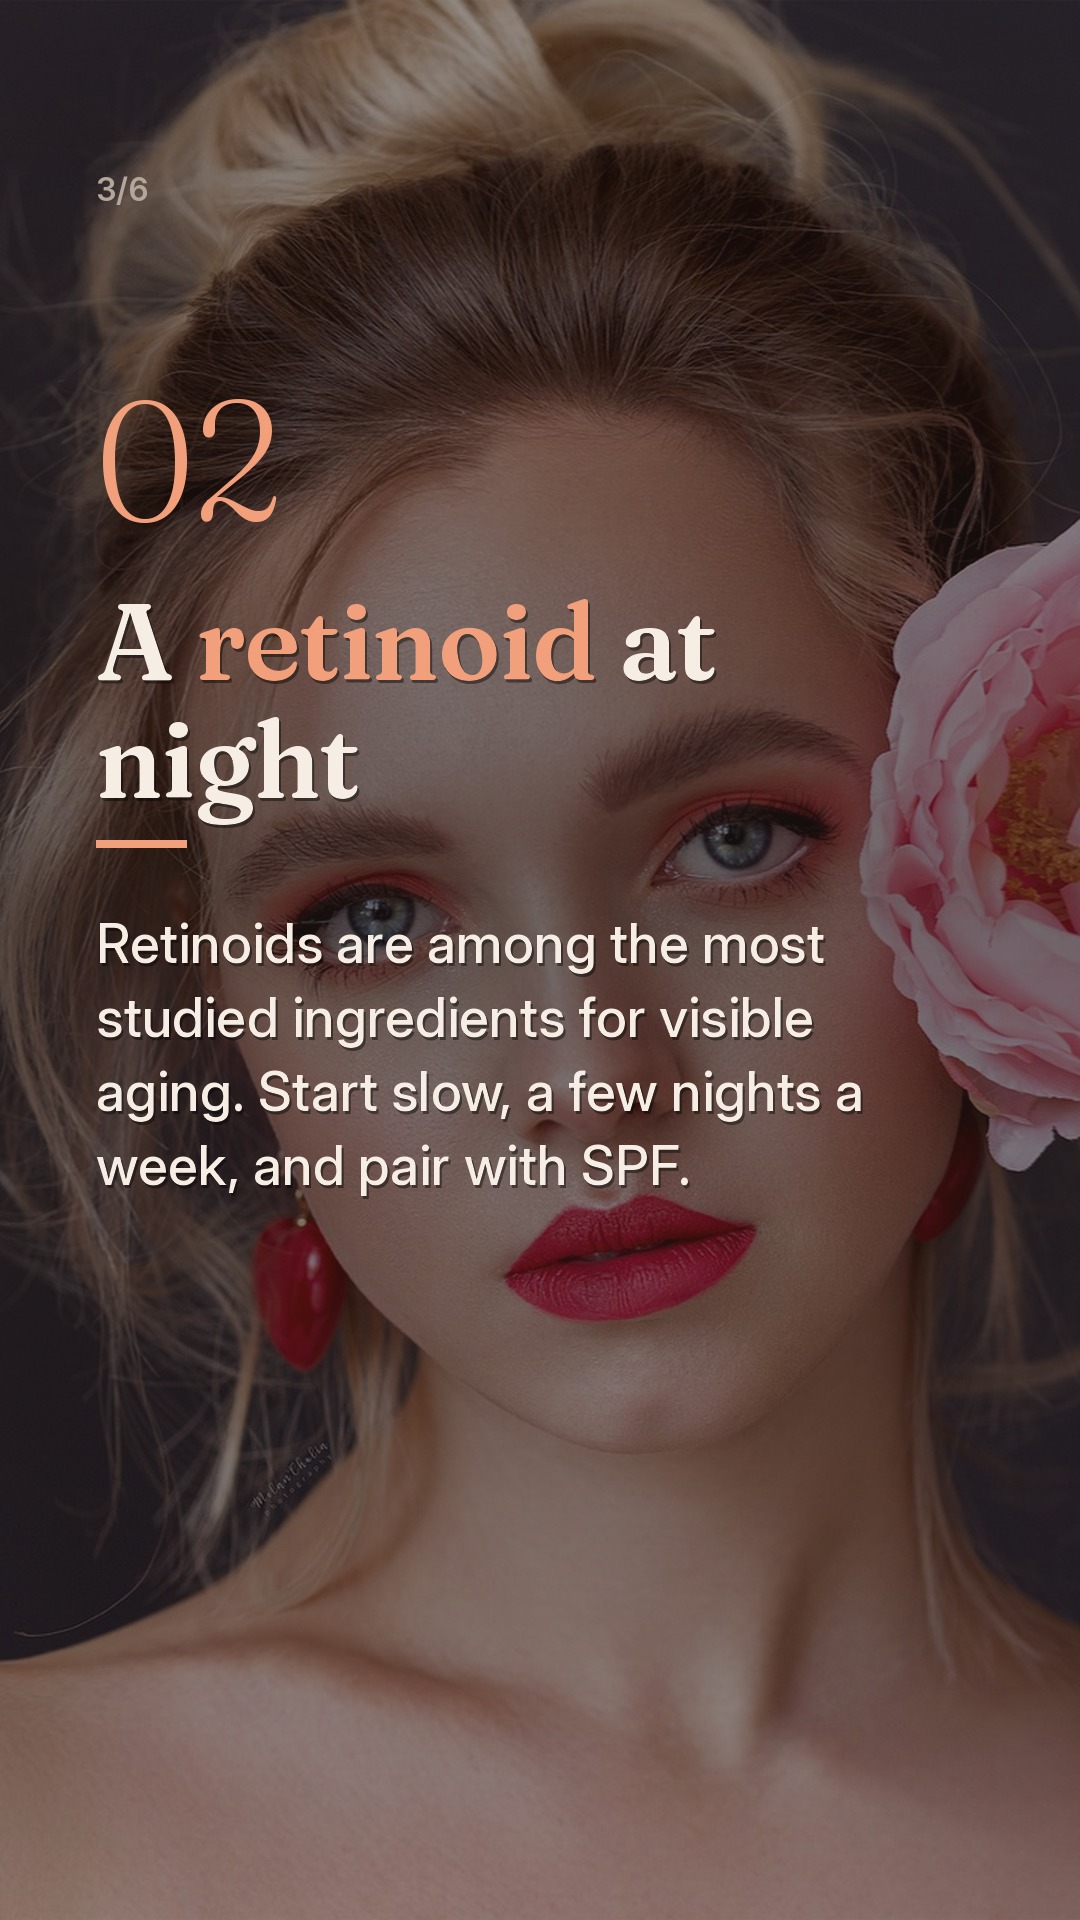 3/6
02
A retinoid at
night
Retinoids are among the most
studied ingredients for visible
aging. Start slow, a few nights a
week, and pair with SPF.
Photography